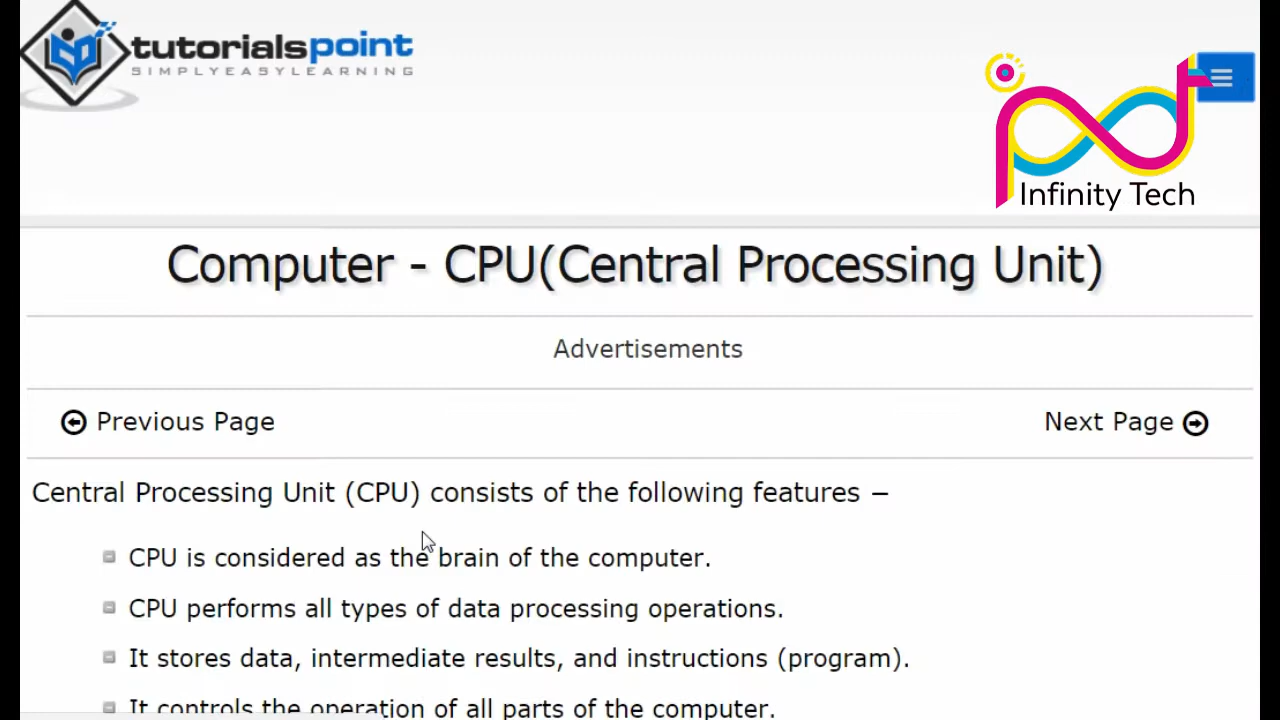 tutorialspoint
SIMPLYEASYLEARNING
Infinity Tech
Computer - CPU(Central Processing Unit)
Advertisements
Previous Page
Next Page
Central Processing Unit (CPU) consists of the following features −
CPU is considered as the brain of the computer.
CPU performs all types of data processing operations.
It stores data, intermediate results, and instructions (program).
It controls the operation of all parts of the computer.